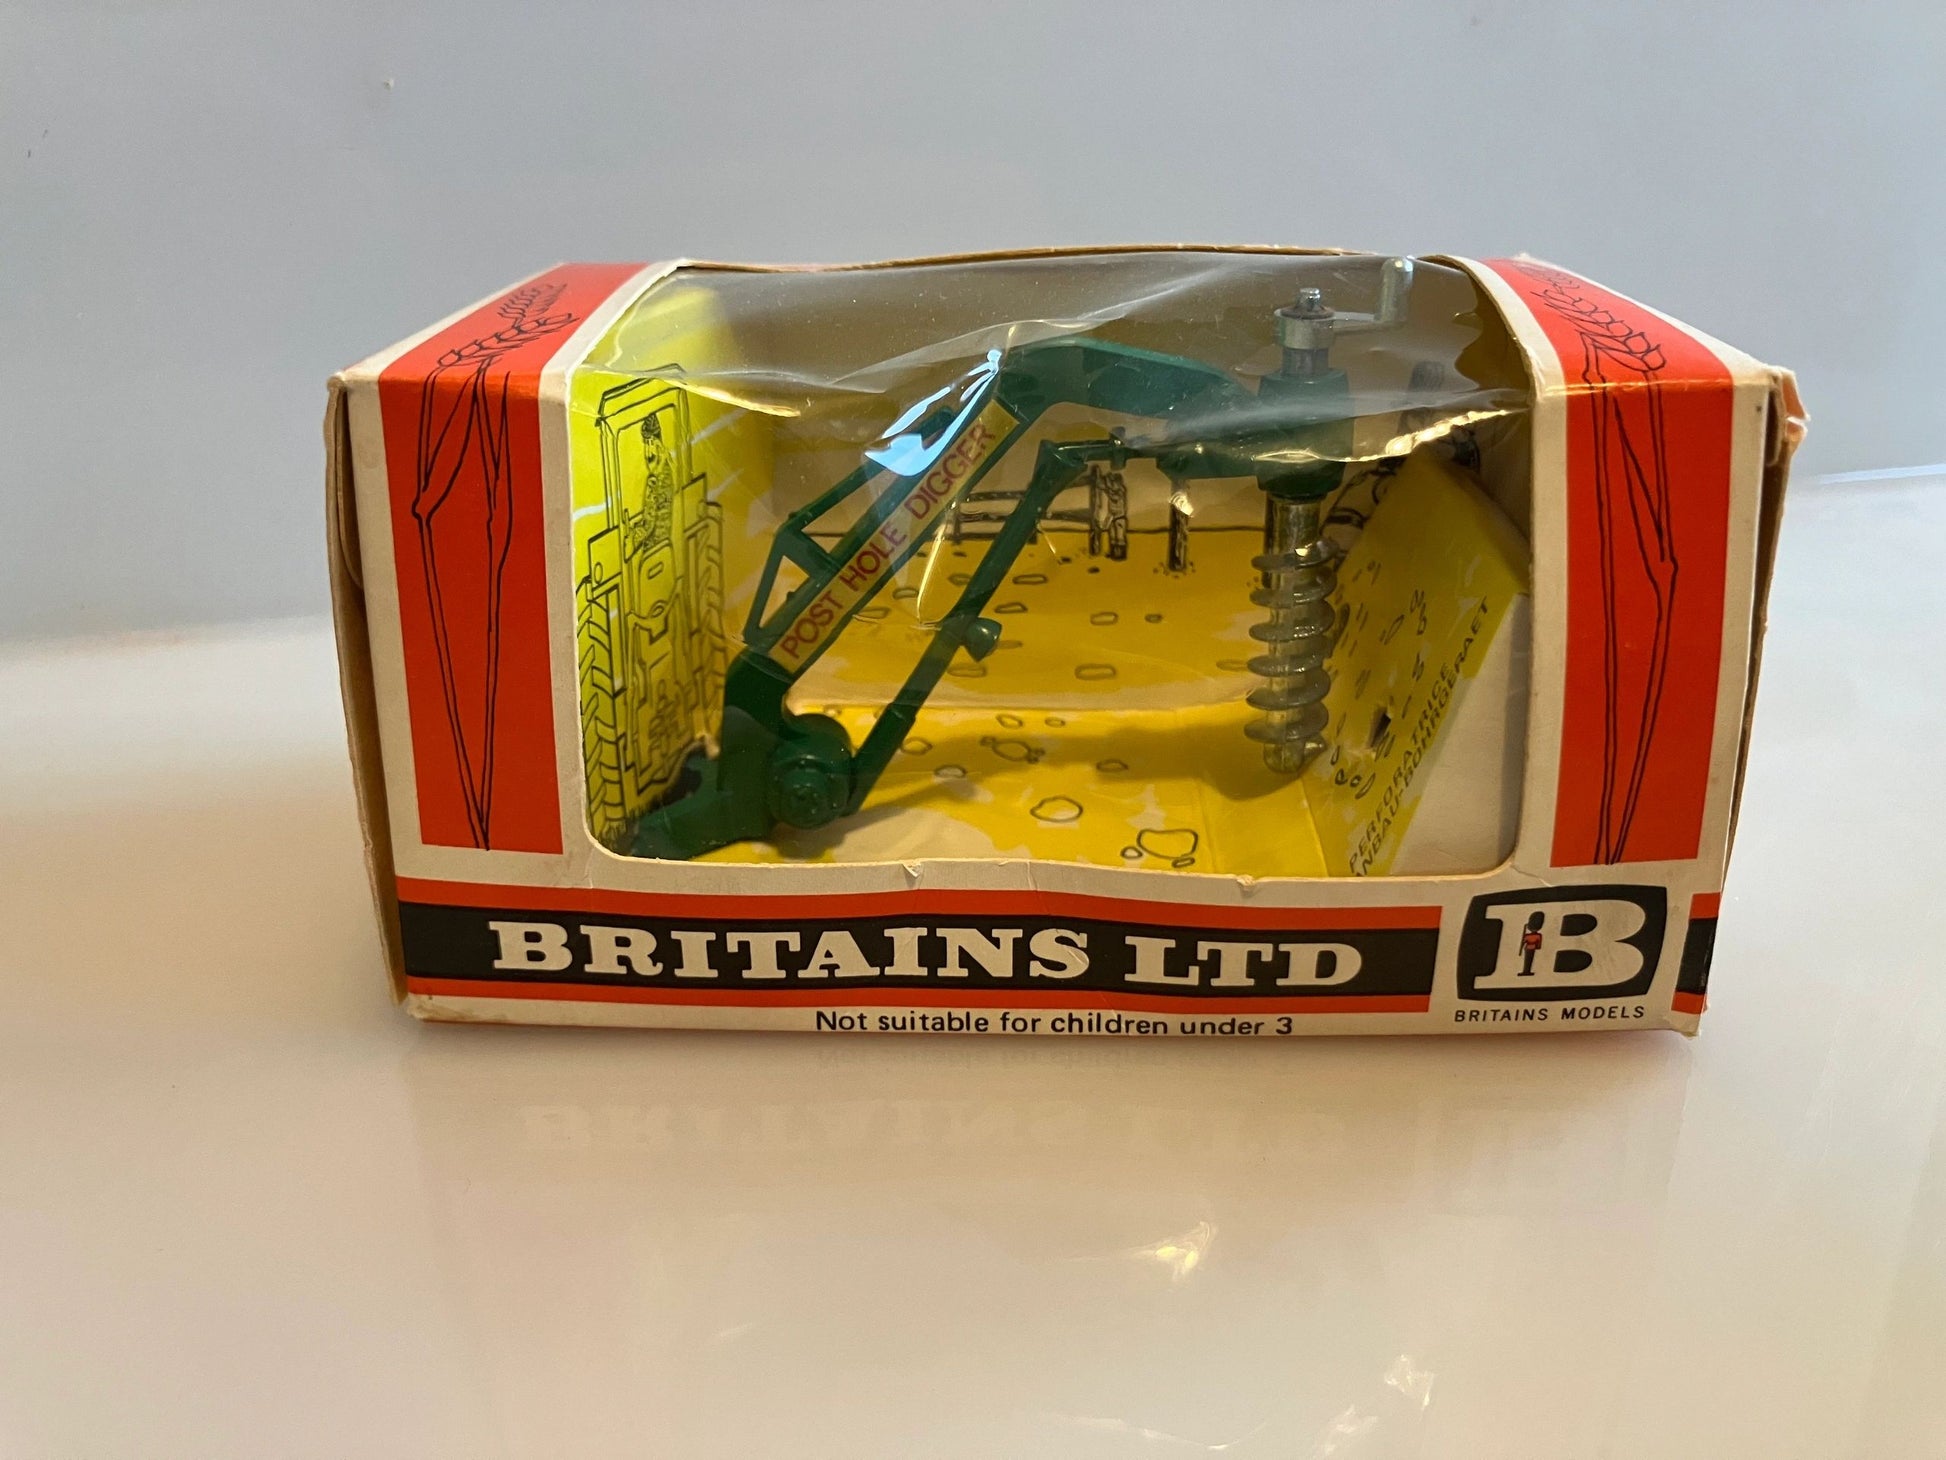 POST HOLE DIGGER
PERFORATRICE
ANBAU-BOHRGERAET
BRITAINS LTD
B
BRITAINS MODELS
Not suitable for children under 3